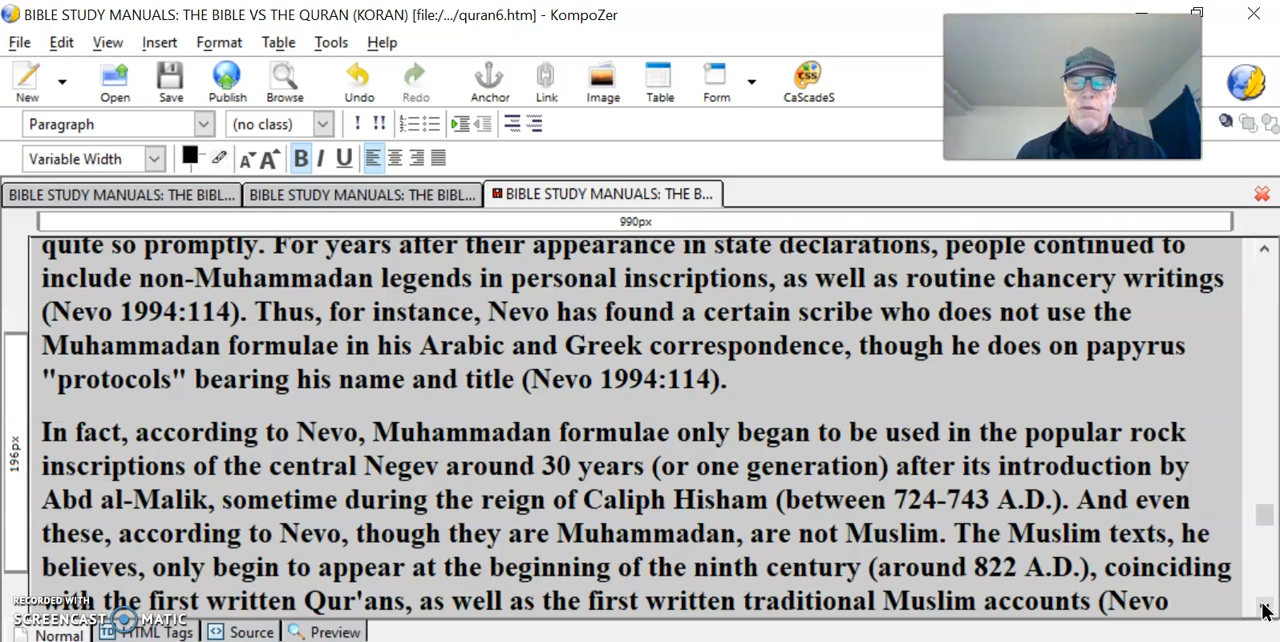 BIBLE STUDY MANUALS: THE BIBLE VS THE QURAN (KORAN) [file:/.../quran6.htm] - KompoZer
File Edit View Insert Format Table Tools Help
New Open Save Publish Browse Undo Redo Anchor Link Image Table Form CaScadeS
Paragraph (no class) ! !!
Variable Width A A B I U
BIBLE STUDY MANUALS: THE BIBL... BIBLE STUDY MANUALS: THE BIBL... BIBLE STUDY MANUALS: THE B...
990px
quite so promptly. For years after their appearance in state declarations, people continued to
include non-Muhammadan legends in personal inscriptions, as well as routine chancery writings
(Nevo 1994:114). Thus, for instance, Nevo has found a certain scribe who does not use the
Muhammadan formulae in his Arabic and Greek correspondence, though he does on papyrus
"protocols" bearing his name and title (Nevo 1994:114).
196px
In fact, according to Nevo, Muhammadan formulae only began to be used in the popular rock
inscriptions of the central Negev around 30 years (or one generation) after its introduction by
Abd al-Malik, sometime during the reign of Caliph Hisham (between 724-743 A.D.). And even
these, according to Nevo, though they are Muhammadan, are not Muslim. The Muslim texts, he
believes, only begin to appear at the beginning of the ninth century (around 822 A.D.), coinciding
with the first written Qur'ans, as well as the first written traditional Muslim accounts (Nevo
RECORDED WITH
SCREENCAST MATIC
Normal TD HTML Tags Source Preview